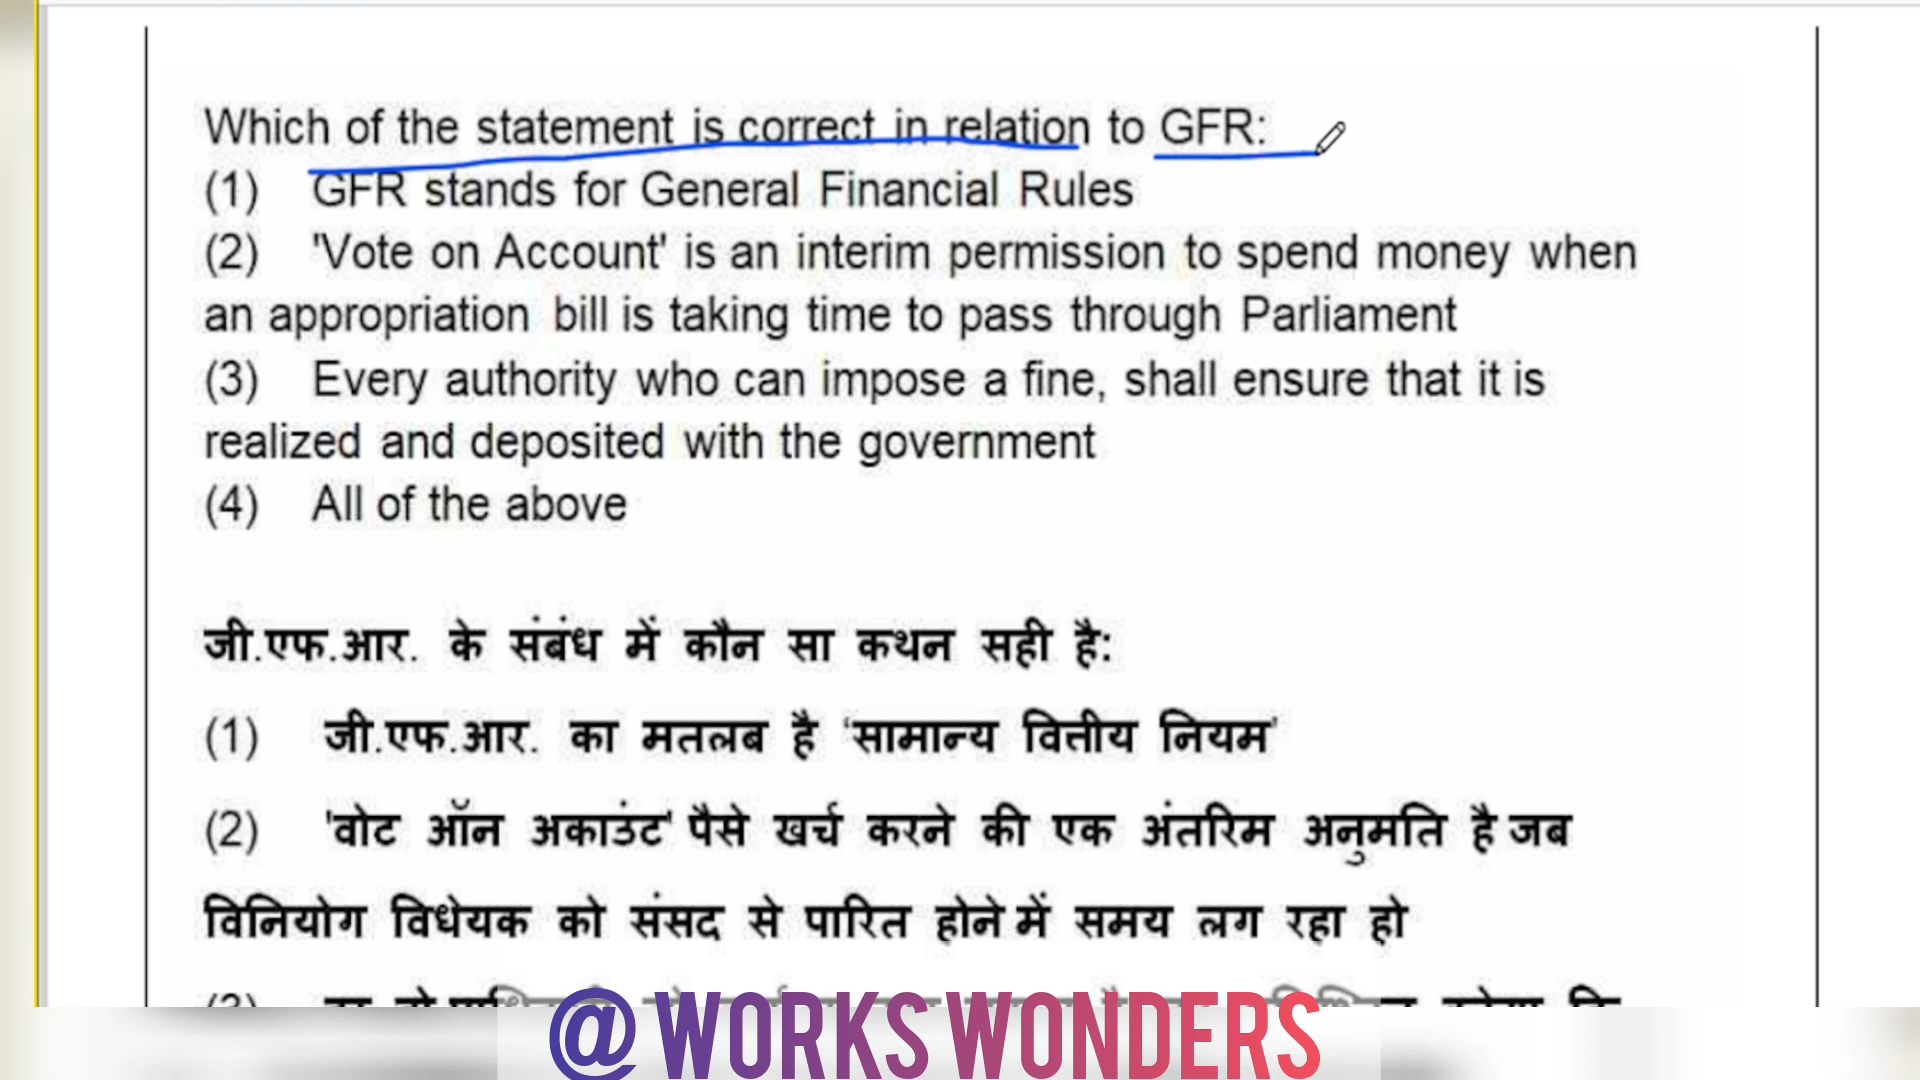 Which of the statement is correct in relation to GFR:
(1) GFR stands for General Financial Rules
(2) 'Vote on Account' is an interim permission to spend money when
an appropriation bill is taking time to pass through Parliament
(3) Every authority who can impose a fine, shall ensure that it is
realized and deposited with the government
(4) All of the above
जी.एफ.आर. के संबंध में कौन सा कथन सही है:
(1) जी.एफ.आर. का मतलब है 'सामान्य वित्तीय नियम'
(2) 'वोट ऑन अकाउंट' पैसे खर्च करने की एक अंतरिम अनुमति है जब
विनियोग विधेयक को संसद से पारित होने में समय लग रहा हो
@WORKS WONDERS